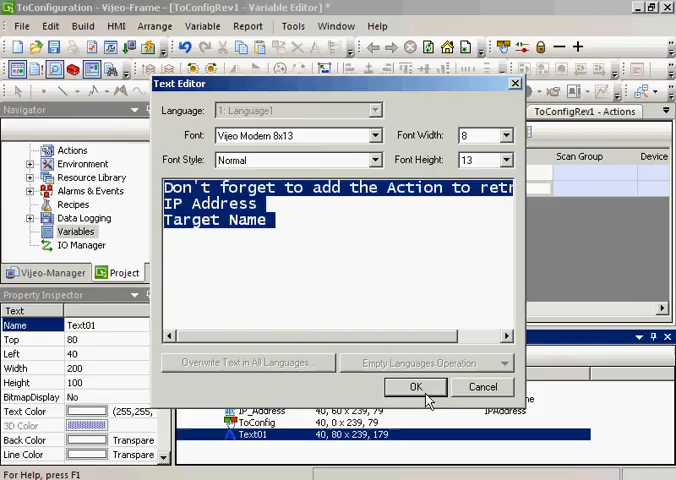 ToConfiguration - Vijeo-Frame - [ToConfigRev1 - Variable Editor] *
File Edit Build HMI Arrange Variable Report Tools Window Help
Navigator
Text Editor
ToConfigRev1 - Actions
Language: 1: Language1
Font: Vijeo Modern 8x13 Font Width: 8
Font Style: Normal Font Height: 13
Scan Group Device
Actions
Environment
Resource Library
Alarms & Events
Recipes
Data Logging
Variables
IO Manager
Don't forget to add the Action to retr
IP Address
Target Name
Vijeo-Manager Project
Property Inspector
Text
Name Text01
Top 80
Left 40
Width 200
Height 100
BitmapDisplay No
Text Color (255,255,
3D Color
Back Color Transpare
Line Color Transpare
Overwrite Text in All Languages... Empty Languages Operation
OK Cancel
IP_Address 40, 60 x 239, 79 IPAddress
ToConfig 40, 0 x 239, 79
Text01 40, 80 x 239, 179
For Help, press F1